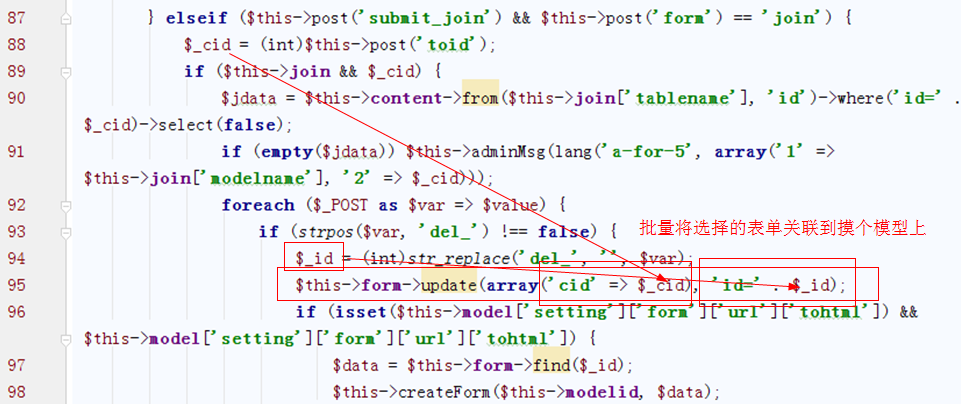 87 } elseif ($this->post('submit_join') && $this->post('form') == 'join') {
88 $_cid = (int)$this->post('toid');
89 if ($this->join && $_cid) {
90 $jdata = $this->content->from($this->join['tablename'], 'id')->where('id=' .
$_cid)->select(false);
91 if (empty($jdata)) $this->adminMsg(lang('a-for-5', array('1' =>
$this->join['modelname'], '2' => $_cid)));
92 foreach ($_POST as $var => $value) {
93 if (strpos($var, 'del_') !== false) {
批量将选择的表单关联到摸个模型上
94 $_id = (int)str_replace('del_', '', $var);
95 $this->form->update(array('cid' => $_cid), 'id=' . $_id);
96 if (isset($this->model['setting']['form']['url']['tohtml']) &&
$this->model['setting']['form']['url']['tohtml']) {
97 $data = $this->form->find($_id);
98 $this->createForm($this->modelid, $data);